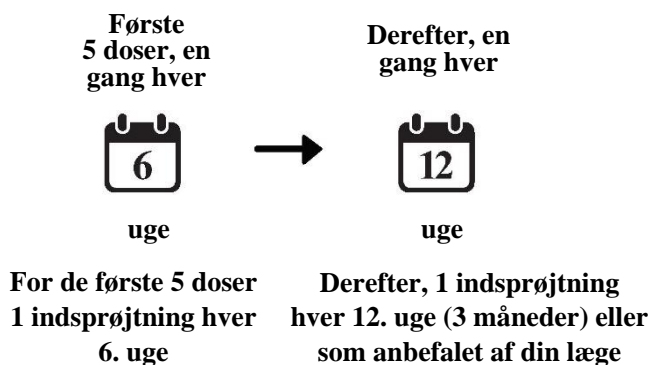 Første
5 doser, en
gang hver
6
uge
For de første 5 doser
1 indsprøjtning hver
6. uge
Derefter, en
gang hver
12
uge
Derefter, 1 indsprøjtning
hver 12. uge (3 måneder) eller
som anbefalet af din læge